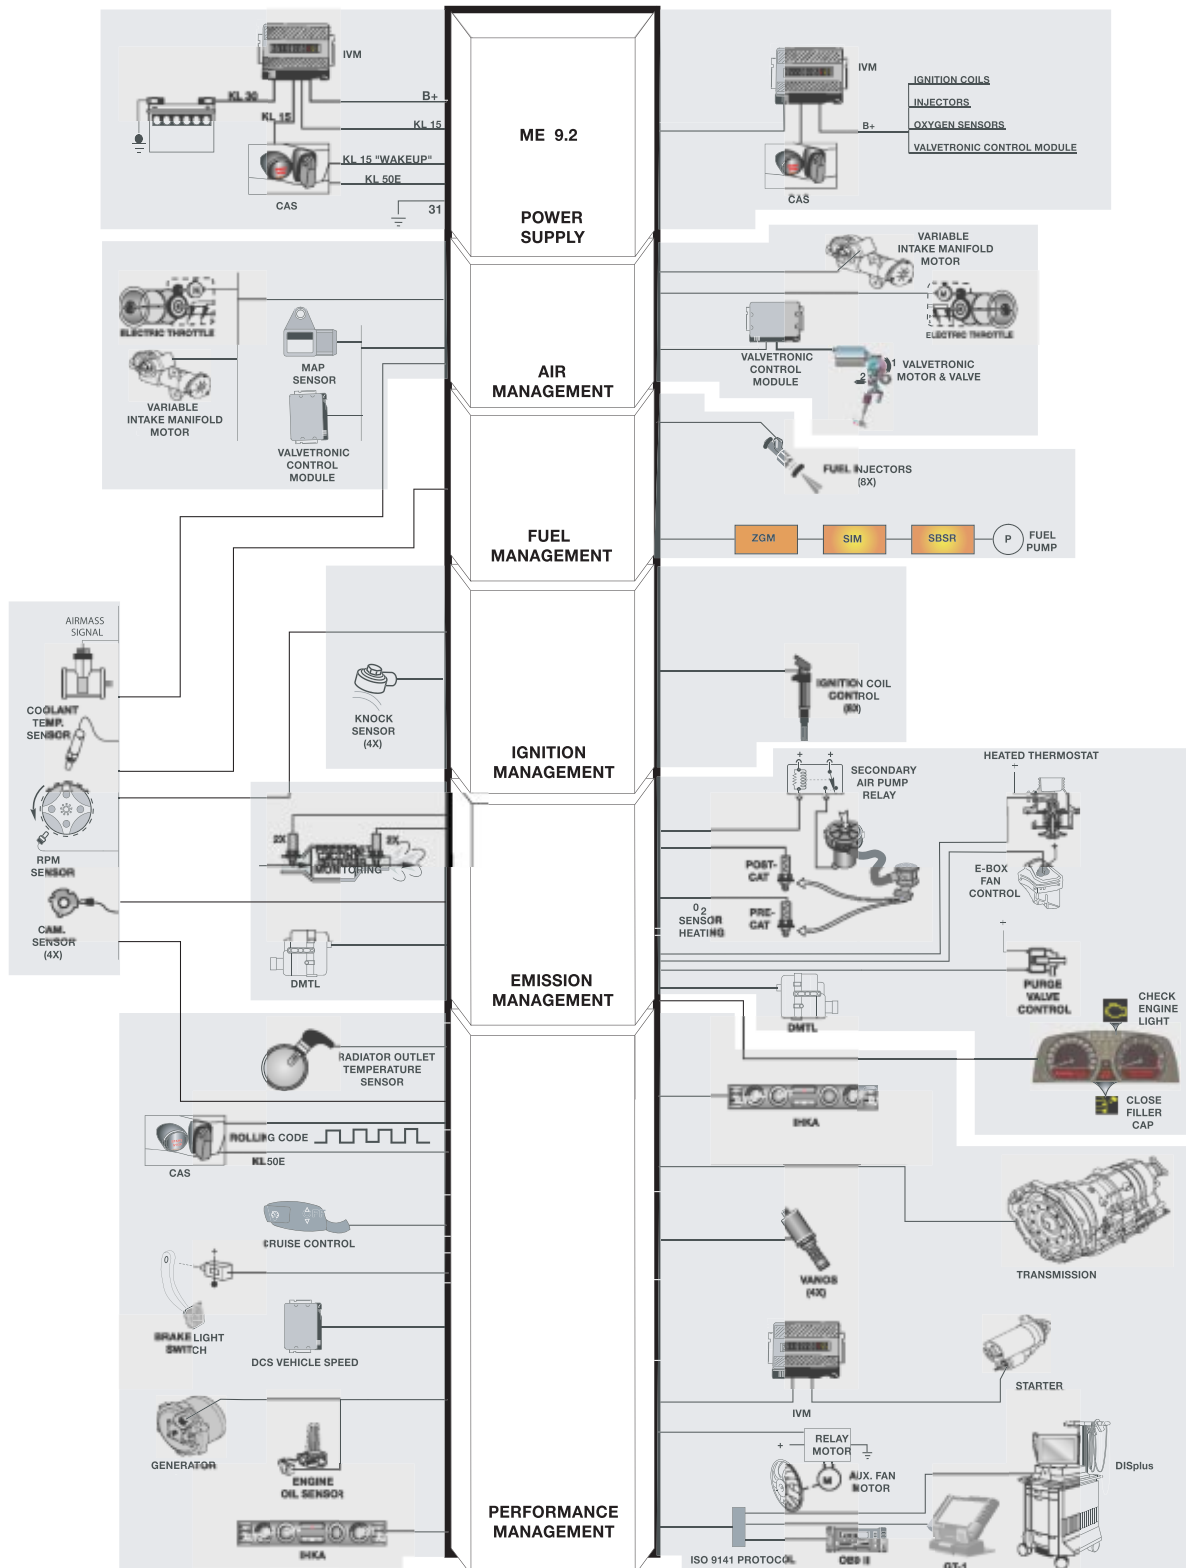 IVM
KL 30
B+
KL 15
KL 15
KL 15 "WAKEUP"
KL 50E
CAS
31
ME 9.2
POWER
SUPPLY
IVM
IGNITION COILS
INJECTORS
B+
OXYGEN SENSORS
VALVETRONIC CONTROL MODULE
CAS
ELECTRIC THROTTLE
VARIABLE
INTAKE MANIFOLD
MOTOR
MAP
SENSOR
VALVETRONIC
CONTROL
MODULE
AIR
MANAGEMENT
VARIABLE
INTAKE MANIFOLD
MOTOR
M
ELECTRIC THROTTLE
VALVETRONIC
CONTROL
MODULE
1
2
VALVETRONIC
MOTOR & VALVE
FUEL
MANAGEMENT
FUEL INJECTORS
(8X)
ZGM
SIM
SBSR
P
FUEL
PUMP
AIRMASS
SIGNAL
COOLANT
TEMP.
SENSOR
RPM
SENSOR
CAM.
SENSOR
(4X)
KNOCK
SENSOR
(4X)
IGNITION
MANAGEMENT
IGNITION COIL
CONTROL
(8X)
2X
2X
MONITORING
DMTL
EMISSION
MANAGEMENT
+
+
SECONDARY
AIR PUMP
RELAY
HEATED THERMOSTAT
+
POST-
CAT
PRE-
CAT
O2
SENSOR
HEATING
+
E-BOX
FAN
CONTROL
+
PURGE
VALVE
CONTROL
DMTL
CHECK
ENGINE
LIGHT
CLOSE
FILLER
CAP
RADIATOR OUTLET
TEMPERATURE
SENSOR
ROLLING CODE
KL50E
CAS
CRUISE CONTROL
+
BRAKE LIGHT
SWITCH
DCS VEHICLE SPEED
GENERATOR
ENGINE
OIL SENSOR
IHKA
PERFORMANCE
MANAGEMENT
IHKA
TRANSMISSION
VANOS
(4X)
IVM
STARTER
+
RELAY
MOTOR
M
AUX. FAN
MOTOR
DISplus
ISO 9141 PROTOCOL
OBD II
GT-1